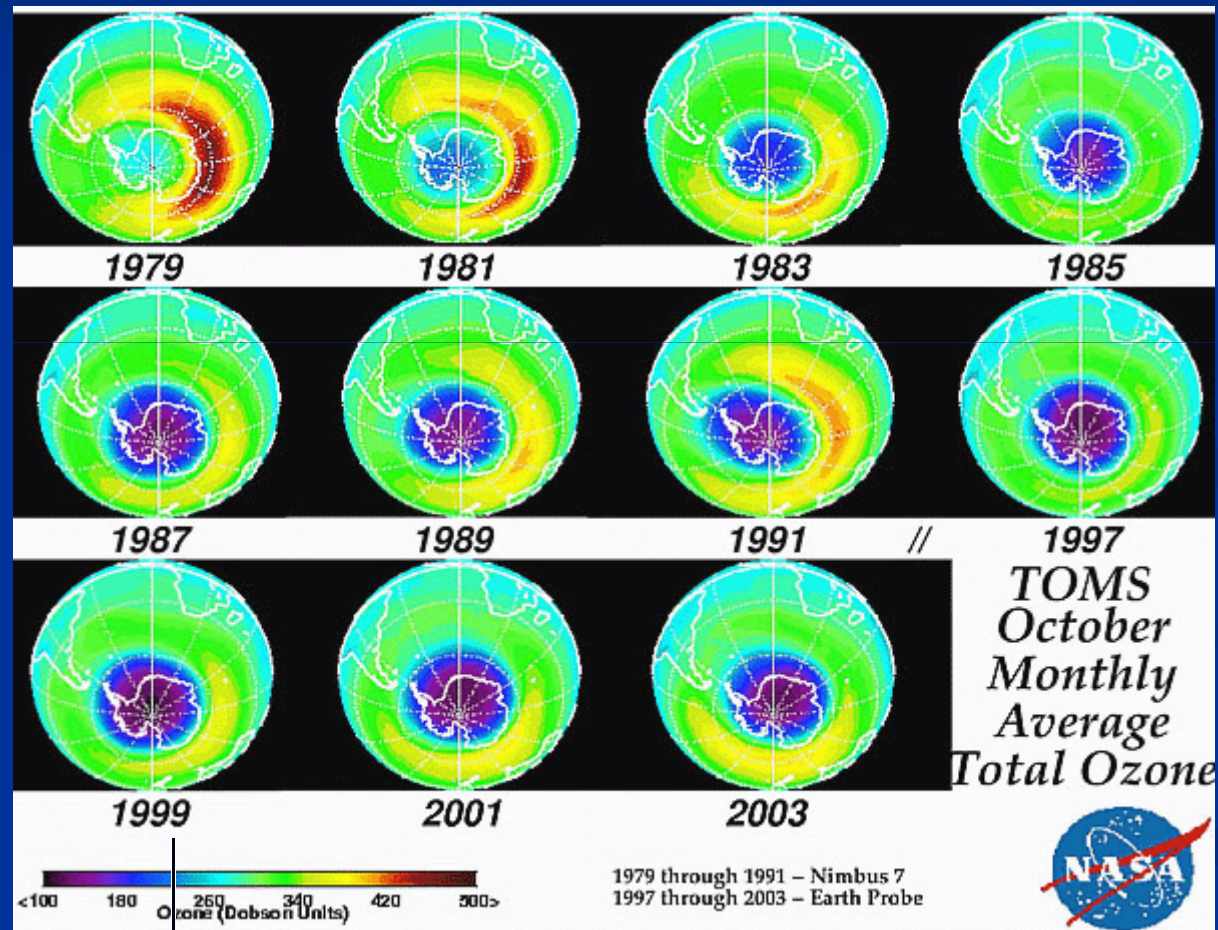 1979 1981 1983 1985
1987 1989 1991 // 1997
TOMS
October
Monthly
Average
Total Ozone
1999 2001 2003
<100 180 260 340 420 500>
Ozone (Dobson Units)
1979 through 1991 – Nimbus 7
1997 through 2003 – Earth Probe
NASA